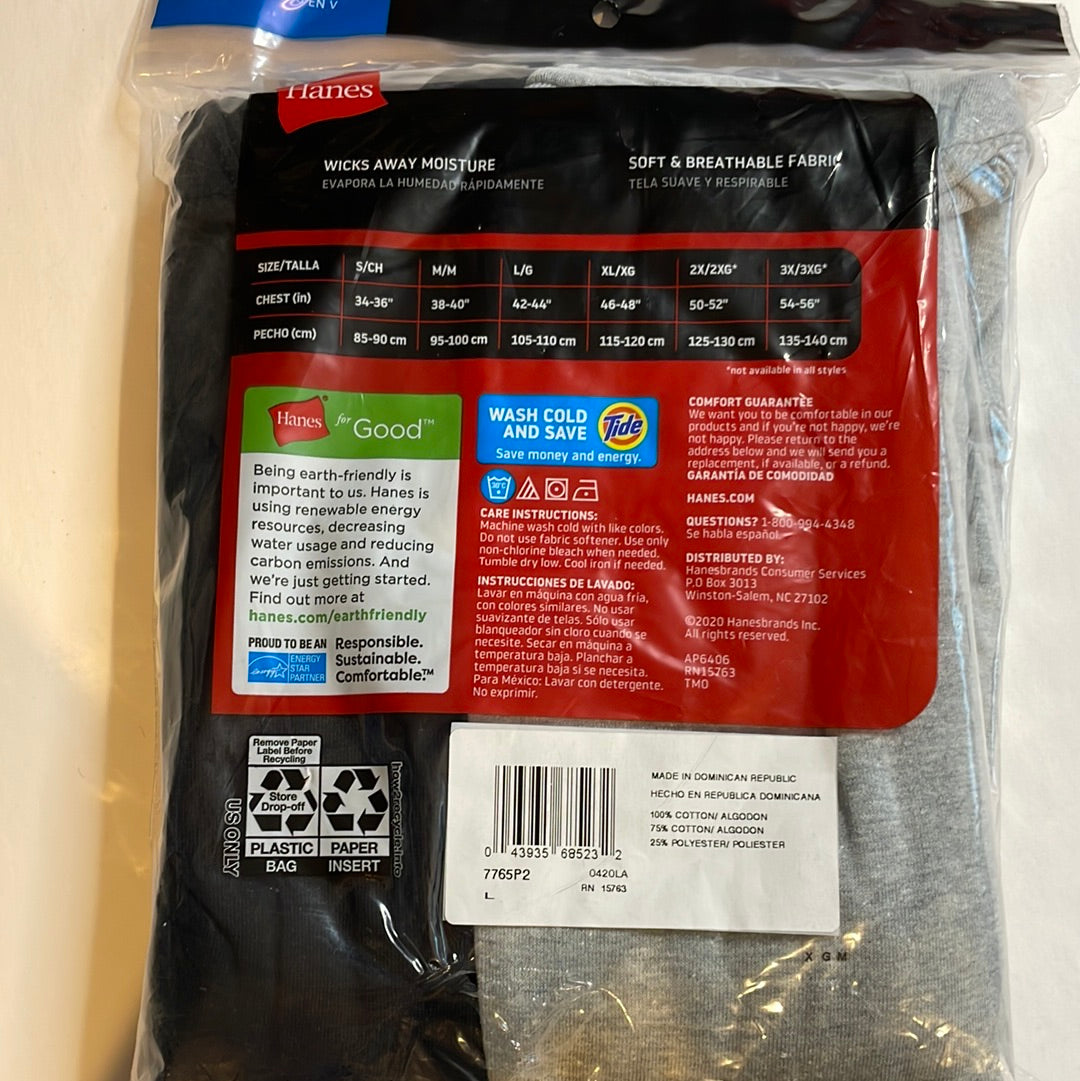 EN V
Hanes
WICKS AWAY MOISTURE
EVAPORA LA HUMEDAD RÁPIDAMENTE
SOFT & BREATHABLE FABRIC
TELA SUAVE Y RESPIRABLE
SIZE/TALLA S/CH M/M L/G XL/XG 2X/2XG* 3X/3XG*
CHEST (in) 34-36" 38-40" 42-44" 46-48" 50-52" 54-56"
PECHO (cm) 85-90 cm 95-100 cm 105-110 cm 115-120 cm 125-130 cm 135-140 cm
*not available in all styles
Hanes® for Good™
Being earth-friendly is
important to us. Hanes is
using renewable energy
resources, decreasing
water usage and reducing
carbon emissions. And
we're just getting started.
Find out more at
hanes.com/earthfriendly
PROUD TO BE AN
energy
ENERGY
STAR
PARTNER
Responsible.
Sustainable.
Comfortable.™
WASH COLD
AND SAVE
Tide
Save money and energy.
30°C
CARE INSTRUCTIONS:
Machine wash cold with like colors.
Do not use fabric softener. Use only
non-chlorine bleach when needed.
Tumble dry low. Cool iron if needed.
INSTRUCCIONES DE LAVADO:
Lavar en máquina con agua fria,
con colores similares. No usar
suavizante de telas. Sólo usar
blanqueador sin cloro cuando se
necesite. Secar en máquina a
temperatura baja. Planchar a
temperatura baja si se necesita.
Para México: Lavar con detergente.
No exprimir.
COMFORT GUARANTEE
We want you to be comfortable in our
products and if you're not happy, we're
not happy. Please return to the
address below and we will send you a
replacement, if available, or a refund.
GARANTÍA DE COMODIDAD
HANES.COM
QUESTIONS? 1-800-994-4348
Se habla español.
DISTRIBUTED BY:
Hanesbrands Consumer Services
P.O Box 3013
Winston-Salem, NC 27102
©2020 Hanesbrands Inc.
All rights reserved.
AP6406
RN15763
TMO
Remove Paper
Label Before
Recycling
Store
Drop-off
PLASTIC
PAPER
BAG
INSERT
US ONLY
how2recycle.info
0 43935 68523 2
7765P2
0420LA
RN 15763
L
MADE IN DOMINICAN REPUBLIC
HECHO EN REPUBLICA DOMINICANA
100% COTTON/ ALGODON
75% COTTON/ ALGODON
25% POLYESTER/ POLIESTER
X G M